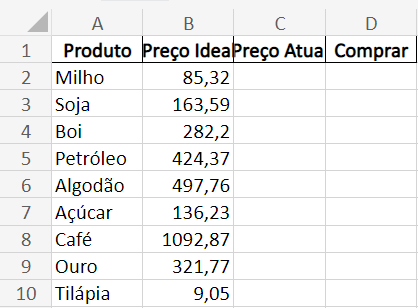 A B C D
1 Produto Preço Idea Preço Atua Comprar
2 Milho 85,32
3 Soja 163,59
4 Boi 282,2
5 Petróleo 424,37
6 Algodão 497,76
7 Açúcar 136,23
8 Café 1092,87
9 Ouro 321,77
10 Tilápia 9,05